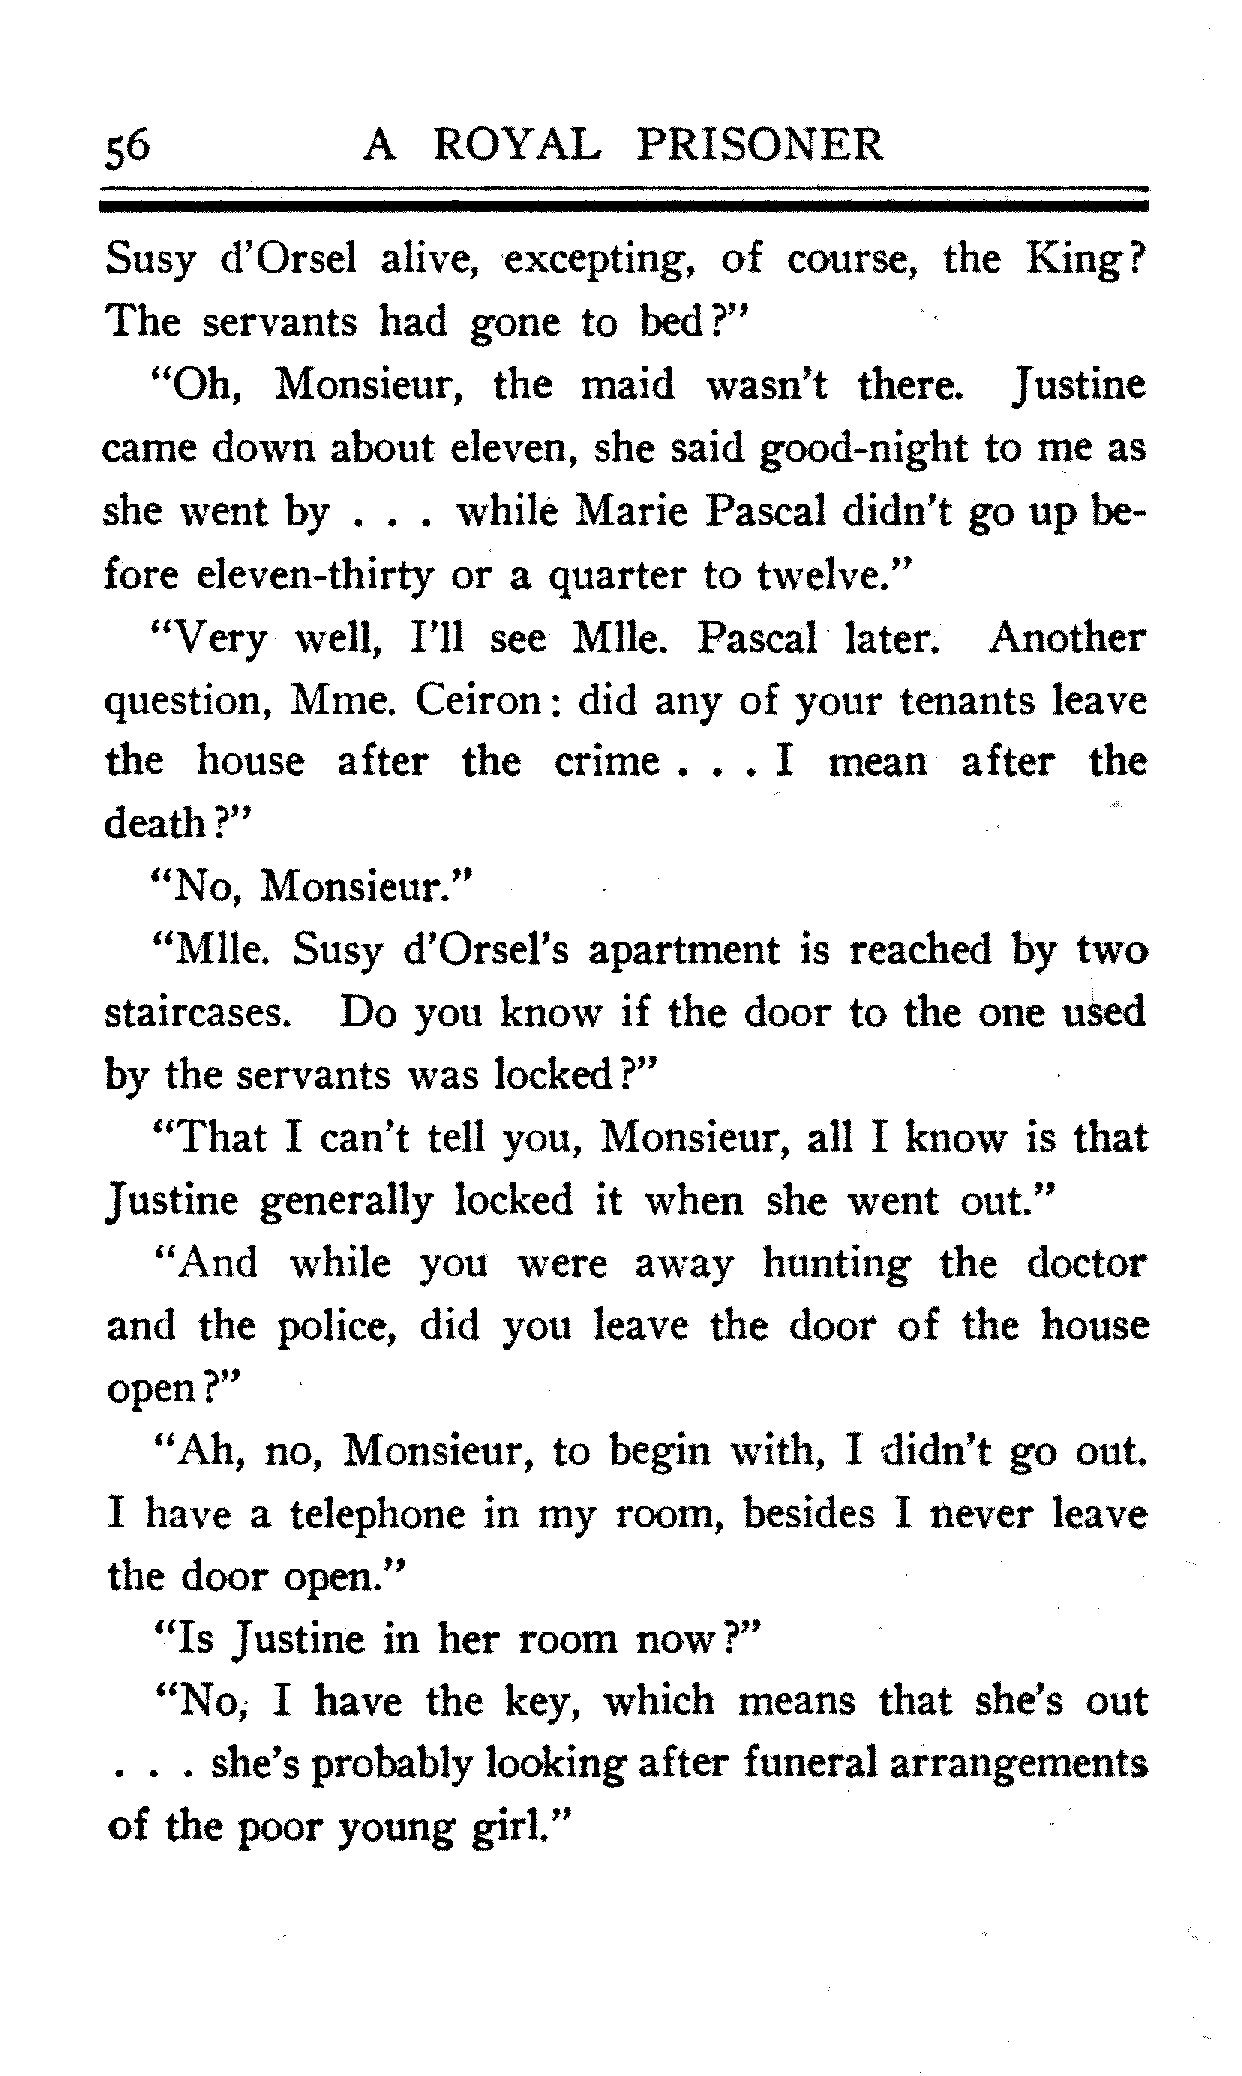 56 A ROYAL PRISONER
Susy d'Orsel alive, excepting, of course, the King?
The servants had gone to bed?"
"Oh, Monsieur, the maid wasn't there. Justine
came down about eleven, she said good-night to me as
she went by . . . while Marie Pascal didn't go up be-
fore eleven-thirty or a quarter to twelve."
"Very well, I'll see Mlle. Pascal later. Another
question, Mme. Ceiron: did any of your tenants leave
the house after the crime . . . I mean after the
death?"
"No, Monsieur."
"Mlle. Susy d'Orsel's apartment is reached by two
staircases. Do you know if the door to the one used
by the servants was locked?"
"That I can't tell you, Monsieur, all I know is that
Justine generally locked it when she went out."
"And while you were away hunting the doctor
and the police, did you leave the door of the house
open?"
"Ah, no, Monsieur, to begin with, I didn't go out.
I have a telephone in my room, besides I never leave
the door open."
"Is Justine in her room now?"
"No, I have the key, which means that she's out
. . . she's probably looking after funeral arrangements
of the poor young girl."